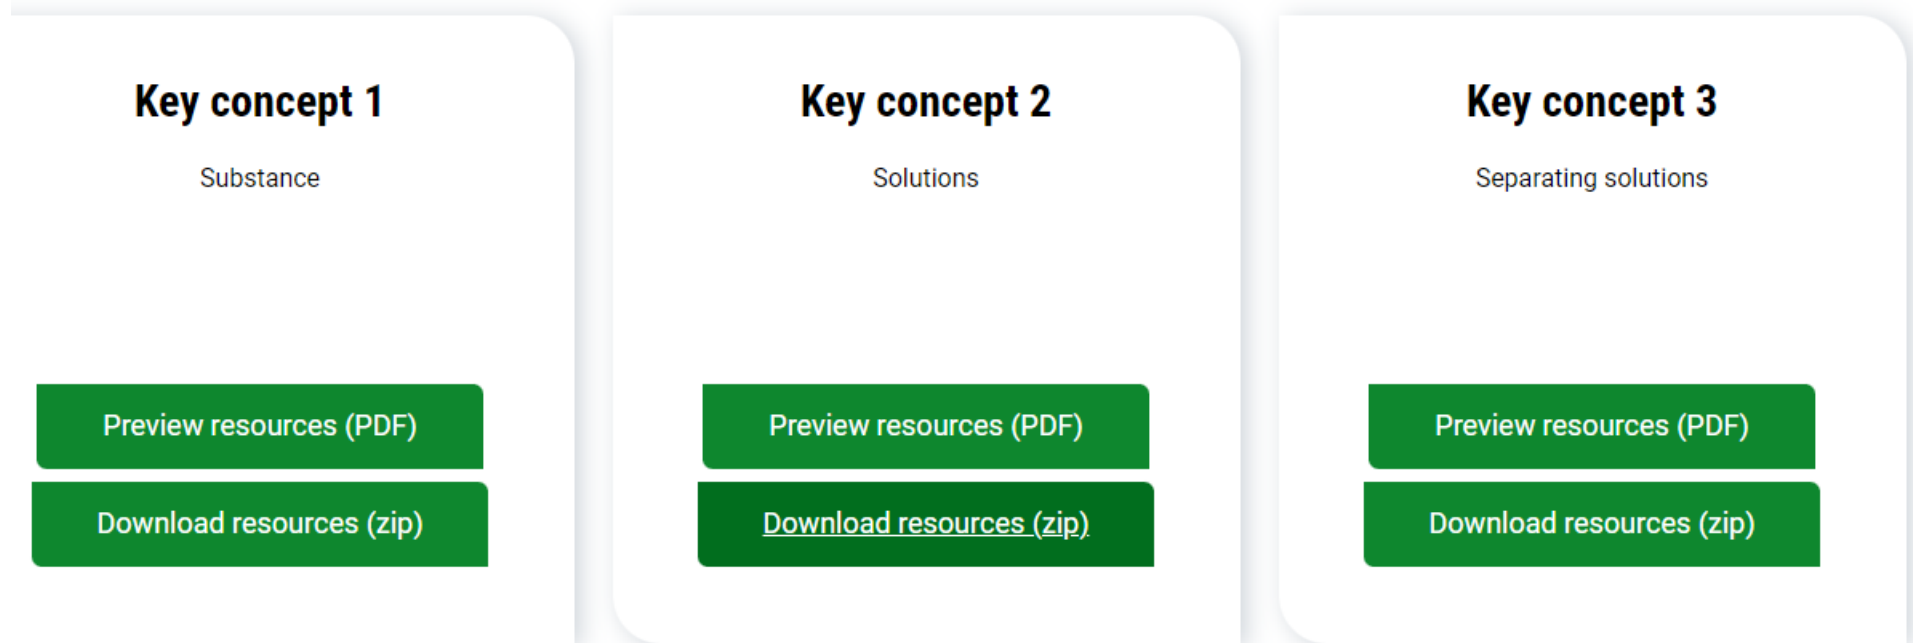 Key concept 1
Substance
Preview resources (PDF)
Download resources (zip)
Key concept 2
Solutions
Preview resources (PDF)
Download resources (zip)
Key concept 3
Separating solutions
Preview resources (PDF)
Download resources (zip)